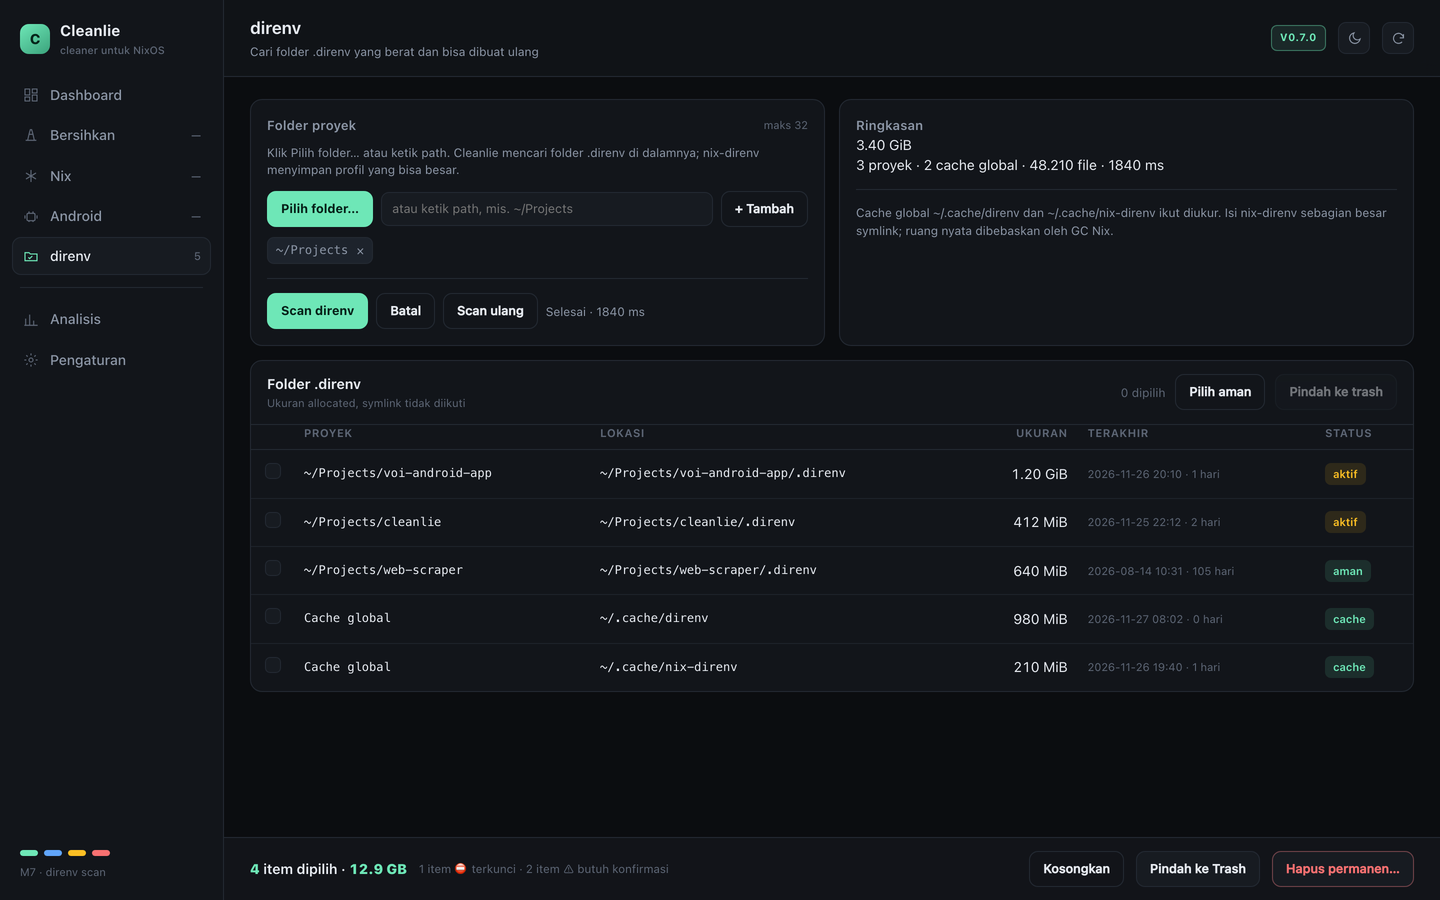 C
Cleanlie
cleaner untuk NixOS
Dashboard
Bersihkan –
Nix –
Android –
direnv 5
Analisis
Pengaturan
M7 · direnv scan
direnv
Cari folder .direnv yang berat dan bisa dibuat ulang
V0.7.0
Folder proyek
maks 32
Klik Pilih folder... atau ketik path. Cleanlie mencari folder .direnv di dalamnya; nix-direnv
menyimpan profil yang bisa besar.
Pilih folder...
atau ketik path, mis. ~/Projects
+ Tambah
~/Projects ×
Scan direnv
Batal
Scan ulang
Selesai · 1840 ms
Ringkasan
3.40 GiB
3 proyek · 2 cache global · 48.210 file · 1840 ms
Cache global ~/.cache/direnv dan ~/.cache/nix-direnv ikut diukur. Isi nix-direnv sebagian besar
symlink; ruang nyata dibebaskan oleh GC Nix.
Folder .direnv
Ukuran allocated, symlink tidak diikuti
0 dipilih
Pilih aman
Pindah ke trash
PROYEK LOKASI UKURAN TERAKHIR STATUS
~/Projects/voi-android-app ~/Projects/voi-android-app/.direnv 1.20 GiB 2026-11-26 20:10 · 1 hari aktif
~/Projects/cleanlie ~/Projects/cleanlie/.direnv 412 MiB 2026-11-25 22:12 · 2 hari aktif
~/Projects/web-scraper ~/Projects/web-scraper/.direnv 640 MiB 2026-08-14 10:31 · 105 hari aman
Cache global ~/.cache/direnv 980 MiB 2026-11-27 08:02 · 0 hari cache
Cache global ~/.cache/nix-direnv 210 MiB 2026-11-26 19:40 · 1 hari cache
4 item dipilih · 12.9 GB
1 item ⛔ terkunci · 2 item ⚠ butuh konfirmasi
Kosongkan
Pindah ke Trash
Hapus permanen...